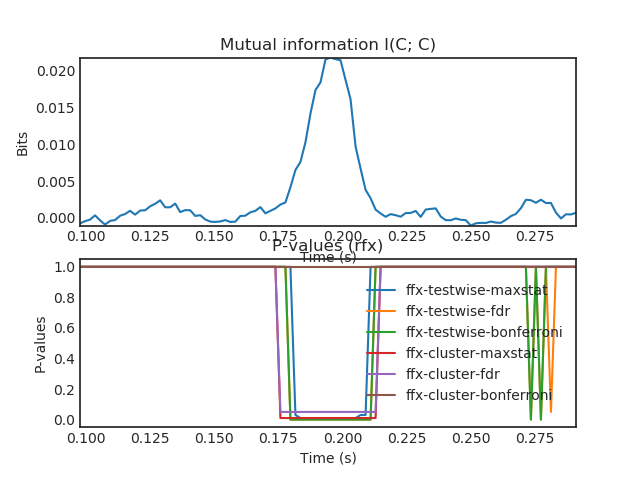 Mutual information I(C; C)
0.020
0.015
0.010
0.005
0.000
Bits
0.100 0.125 0.150 0.175 0.200 0.225 0.250 0.275
Time (s)
P-values (rfx)
1.0
0.8
0.6
0.4
0.2
0.0
P-values
ffx-testwise-maxstat
ffx-testwise-fdr
ffx-testwise-bonferroni
ffx-cluster-maxstat
ffx-cluster-fdr
ffx-cluster-bonferroni
0.100 0.125 0.150 0.175 0.200 0.225 0.250 0.275
Time (s)